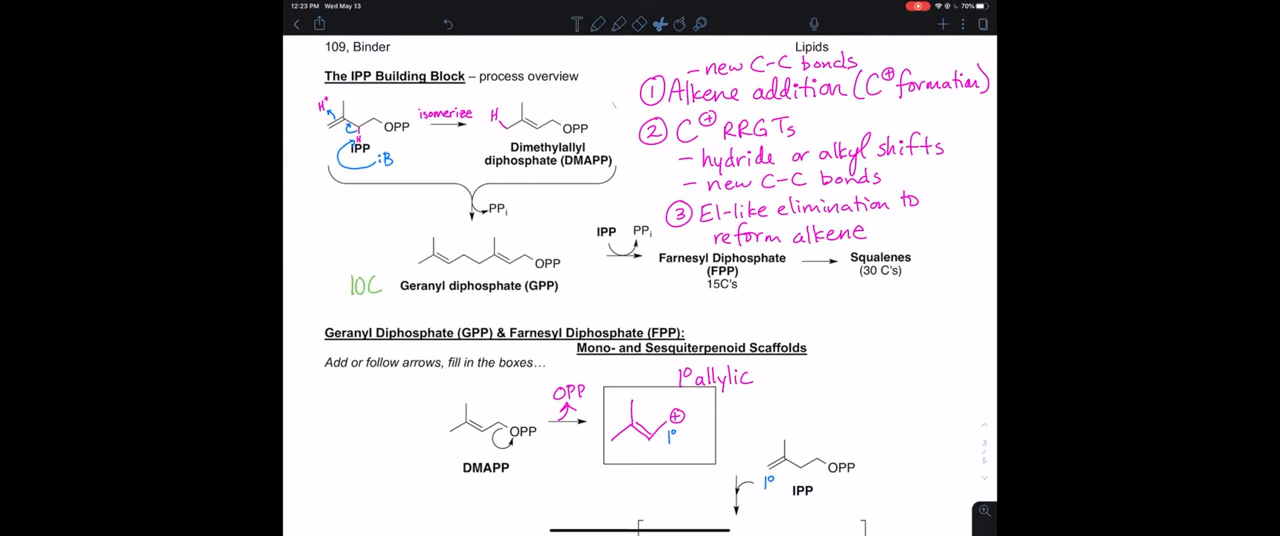 12:23 PM Wed May 13
70%
109, Binder
Lipids
The IPP Building Block – process overview
- new C-C bonds
① Alkene addition (C⊕ formation)
② C⊕ RRGTs
- hydride or alkyl shifts
- new C-C bonds
③ E1-like elimination to
reform alkene
H⁺
OPP
H
IPP
:B
isomerize
H
OPP
Dimethylallyl
diphosphate (DMAPP)
PPi
OPP
10C
Geranyl diphosphate (GPP)
IPP
PPi
Farnesyl Diphosphate
(FPP)
15C's
Squalenes
(30 C's)
Geranyl Diphosphate (GPP) & Farnesyl Diphosphate (FPP):
Mono- and Sesquiterpenoid Scaffolds
Add or follow arrows, fill in the boxes…
OPP
DMAPP
OPP
1° allylic
⊕
1°
OPP
1°
IPP
3
/
5